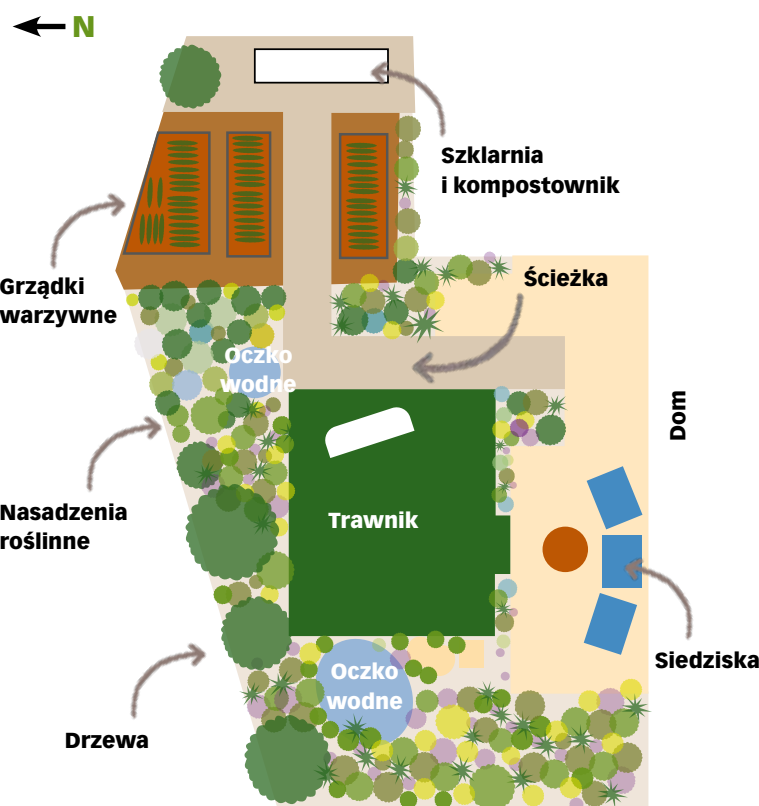 N
Szklarnia
i kompostownik
Ścieżka
Grządki
warzywne
Oczko
wodne
Dom
Nasadzenia
roślinne
Trawnik
Siedziska
Oczko
wodne
Drzewa